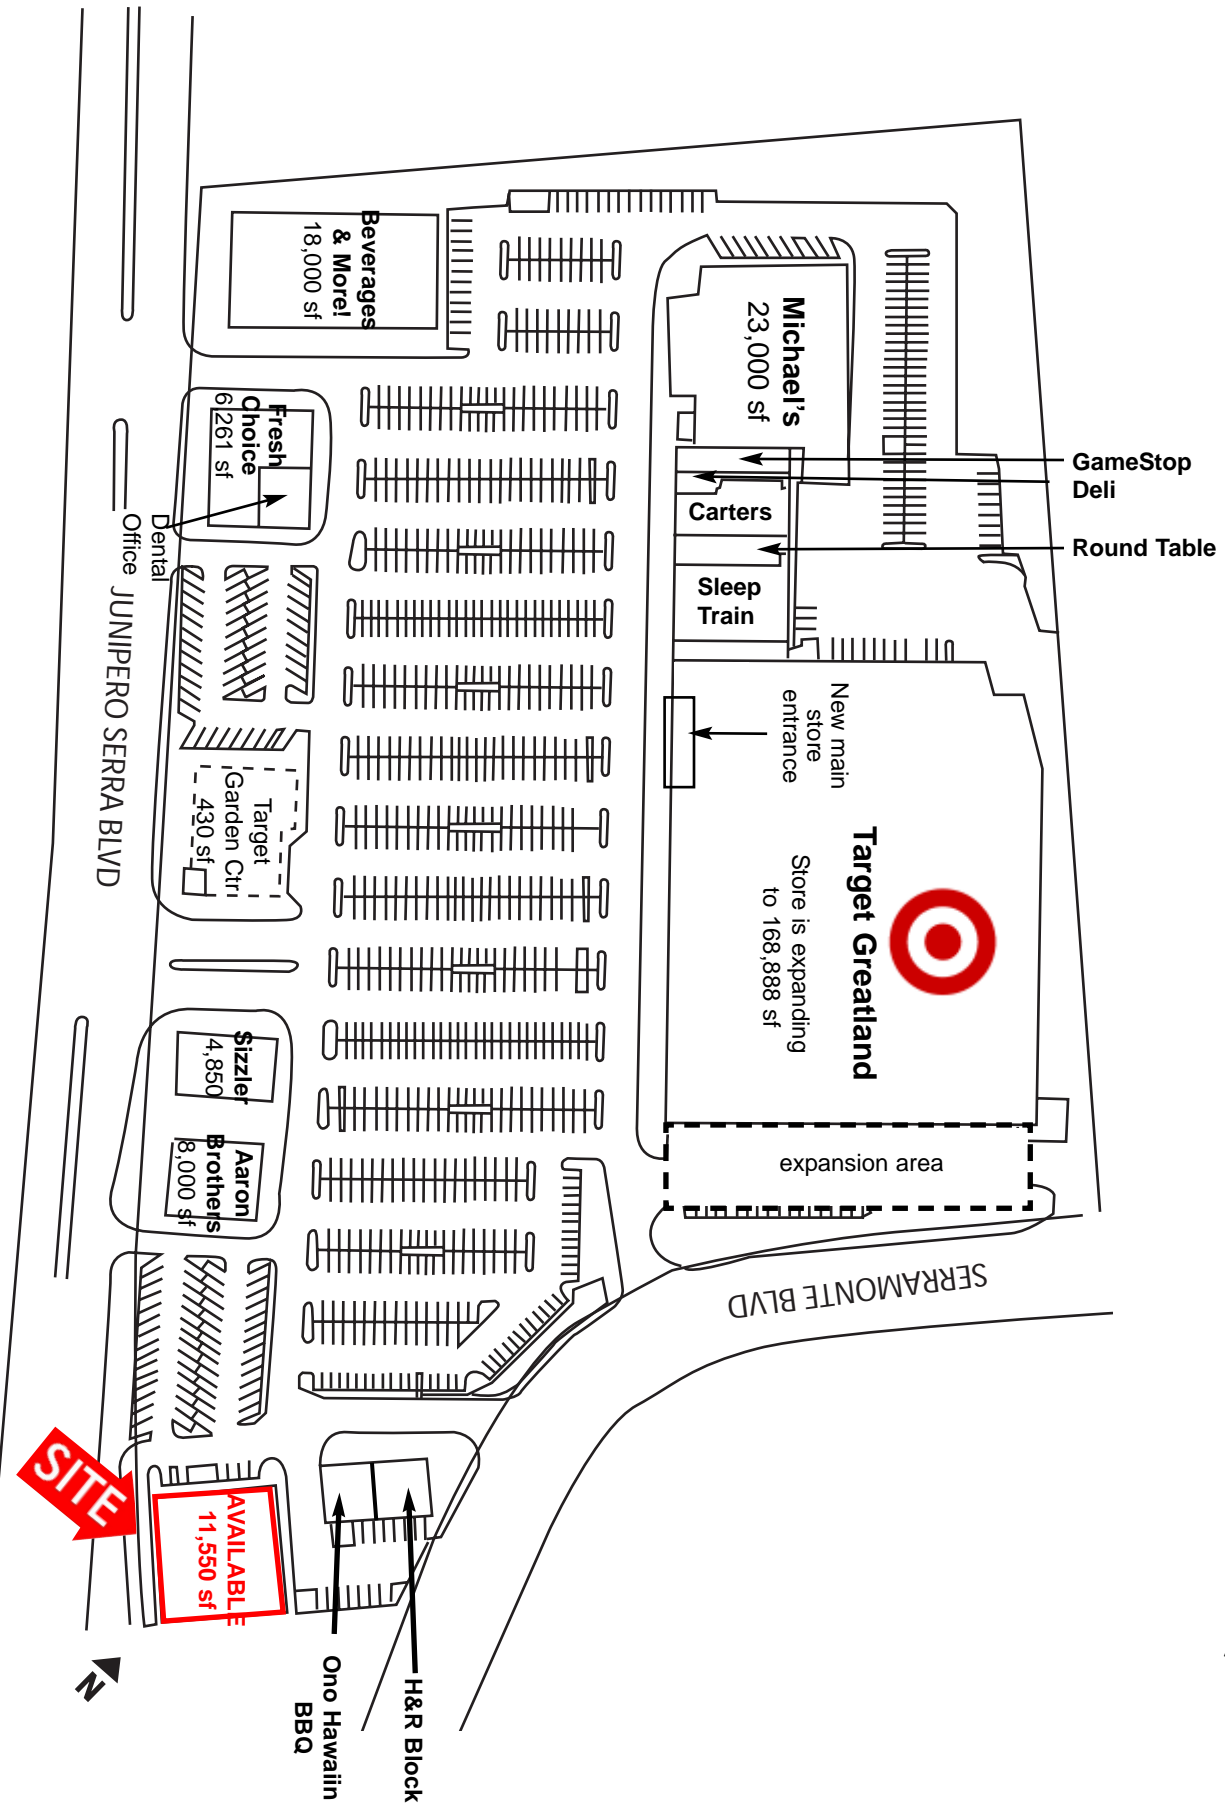 Beverages
& More!
18,000 sf
Michael's
23,000 sf
GameStop
Deli
Carters
Round Table
Sleep
Train
Fresh
Choice
6,261 sf
Dental
Office
JUNIPERO SERRA BLVD
New main
store
entrance
Target Greatland
Store is expanding
to 168,888 sf
Target
Garden Ctr
430 sf
Sizzler
4,850
Aaron
Brothers
8,000 sf
expansion area
SERRAMONTE BLVD
SITE
AVAILABLE
11,550 sf
H&R Block
Ono Hawaiin
BBQ
N